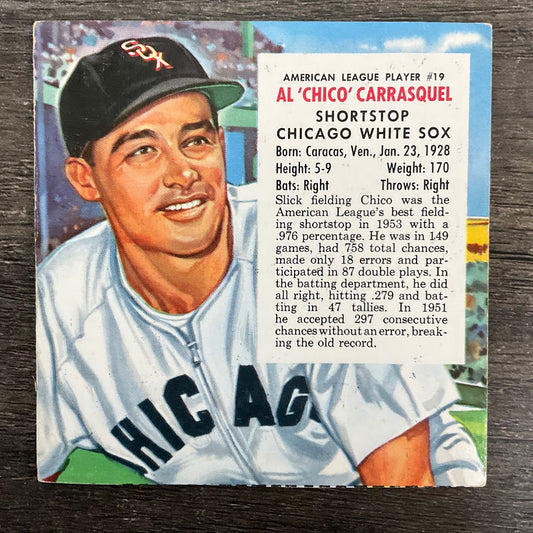 SOX
AMERICAN LEAGUE PLAYER #19
AL 'CHICO' CARRASQUEL
SHORTSTOP
CHICAGO WHITE SOX
Born: Caracas, Ven., Jan. 23, 1928
Height: 5-9 Weight: 170
Bats: Right Throws: Right
Slick fielding Chico was the
American League's best field-
ing shortstop in 1953 with a
.976 percentage. He was in 149
games, had 758 total chances,
made only 18 errors and par-
ticipated in 87 double plays. In
the batting department, he did
all right, hitting .279 and bat-
ting in 47 tallies. In 1951
he accepted 297 consecutive
chances without an error, break-
ing the old record.
CHICAG